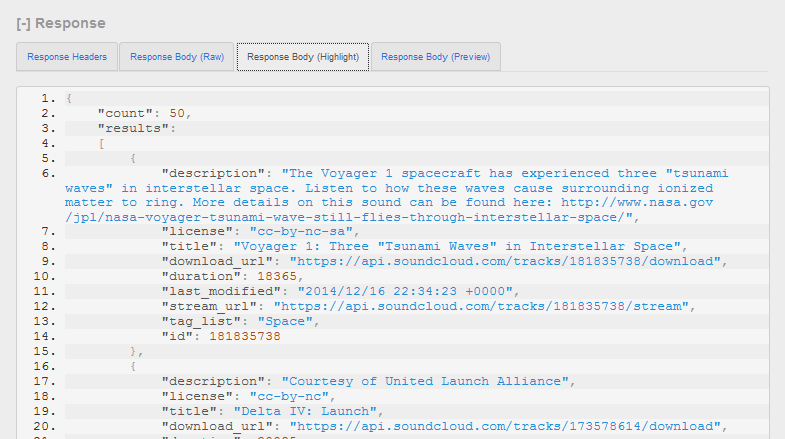 [-] Response
Response Headers
Response Body (Raw)
Response Body (Highlight)
Response Body (Preview)
1. {
2. "count": 50,
3. "results":
4. [
5. {
6. "description": "The Voyager 1 spacecraft has experienced three "tsunami
waves" in interstellar space. Listen to how these waves cause surrounding ionized
matter to ring. More details on this sound can be found here: http://www.nasa.gov
/jpl/nasa-voyager-tsunami-wave-still-flies-through-interstellar-space/",
7. "license": "cc-by-nc-sa",
8. "title": "Voyager 1: Three "Tsunami Waves" in Interstellar Space",
9. "download_url": "https://api.soundcloud.com/tracks/181835738/download",
10. "duration": 18365,
11. "last_modified": "2014/12/16 22:34:23 +0000",
12. "stream_url": "https://api.soundcloud.com/tracks/181835738/stream",
13. "tag_list": "Space",
14. "id": 181835738
15. },
16. {
17. "description": "Courtesy of United Launch Alliance",
18. "license": "cc-by-nc",
19. "title": "Delta IV: Launch",
20. "download_url": "https://api.soundcloud.com/tracks/173578614/download",